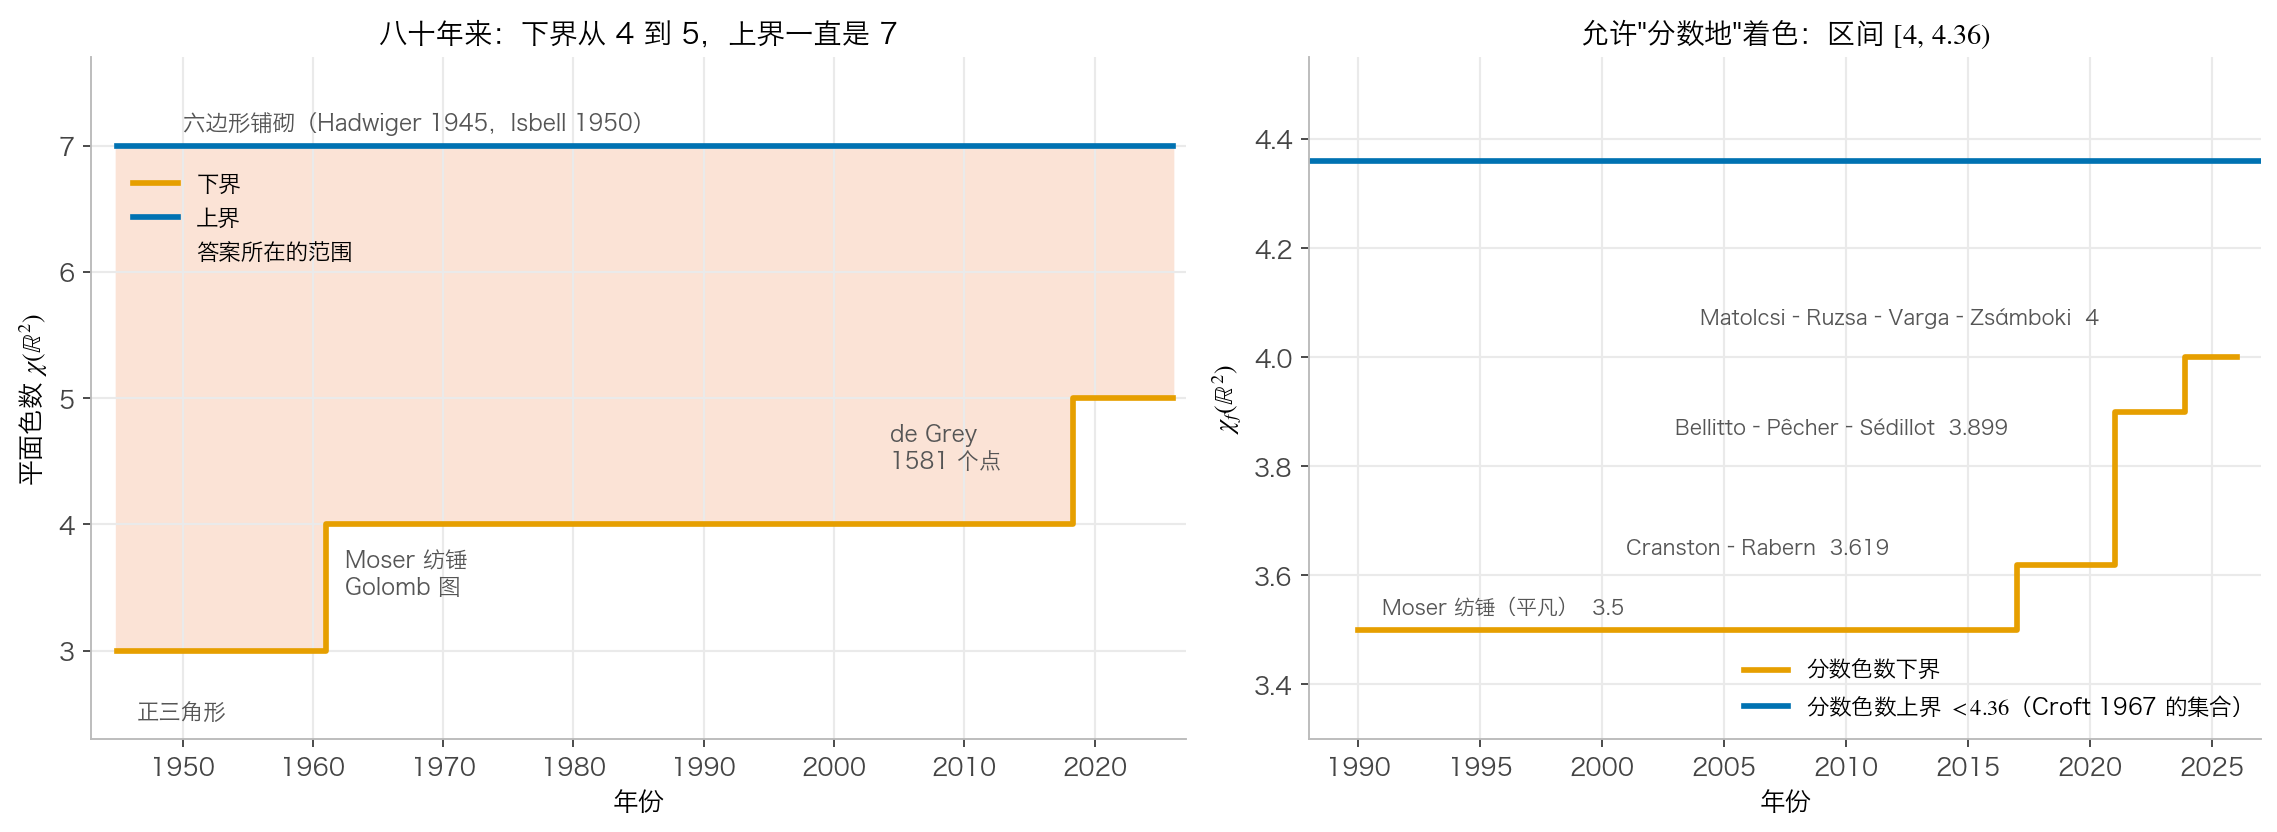 八十年来：下界从 4 到 5，上界一直是 7
六边形铺砌（Hadwiger 1945，Isbell 1950）
下界
上界
答案所在的范围
de Grey
1581 个点
Moser 纺锤
Golomb 图
正三角形
7
6
5
4
3
平面色数 χ(ℝ²)
1950 1960 1970 1980 1990 2000 2010 2020
年份
允许"分数地"着色：区间 [4, 4.36)
Matolcsi - Ruzsa - Varga - Zsámboki 4
Bellitto - Pêcher - Sédillot 3.899
Cranston - Rabern 3.619
Moser 纺锤（平凡） 3.5
分数色数下界
分数色数上界 <4.36（Croft 1967 的集合）
4.4
4.2
4.0
3.8
3.6
3.4
χf(ℝ²)
1990 1995 2000 2005 2010 2015 2020 2025
年份